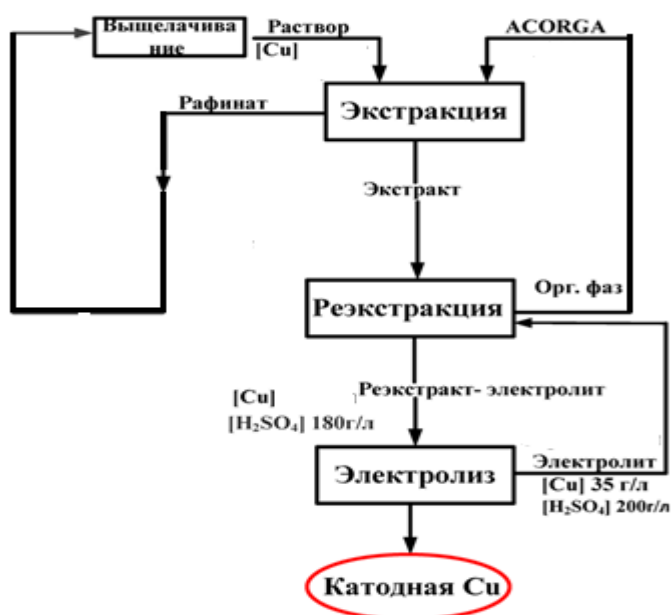 Выщелачива
ние
Раствор
[Cu]
ACORGA
Рафинат
Экстракция
Экстракт
Орг. фаз
Реэкстракция
Реэкстракт- электролит
[Cu]
[H₂SO₄] 180г/л
Электролиз
Электролит
[Cu] 35 г/л
[H₂SO₄] 200г/л
Катодная Cu